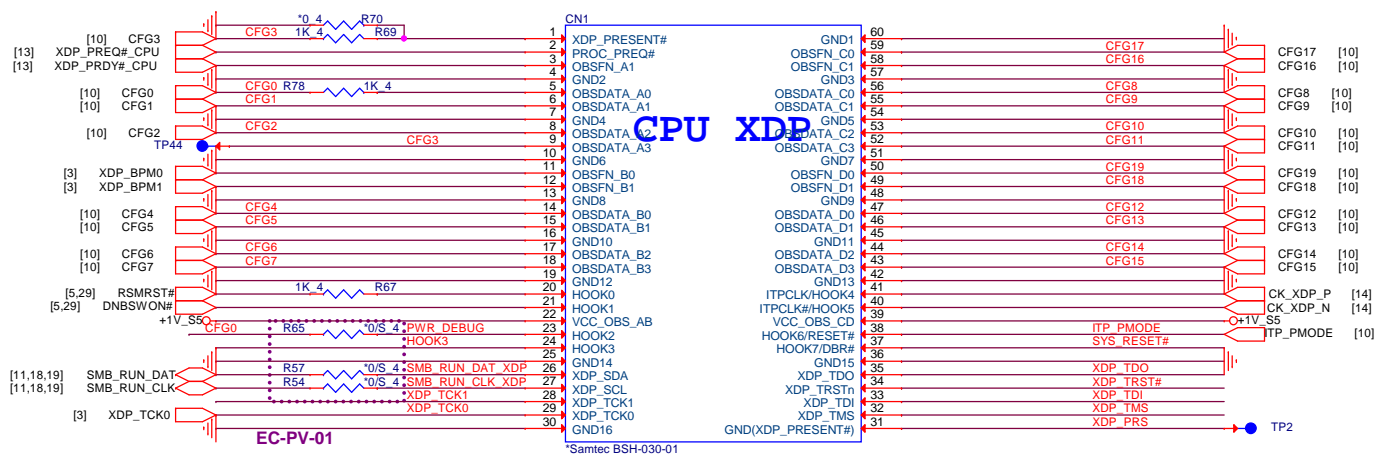 CN1
*0_4 R70
[10] CFG3 CFG3 1K_4 R69 1 XDP_PRESENT# GND1 60
[13] XDP_PREQ#_CPU 2 PROC_PREQ# OBSFN_C0 59 CFG17 CFG17 [10]
[13] XDP_PRDY#_CPU 3 OBSFN_A1 OBSFN_C1 58 CFG16 CFG16 [10]
4 GND2 GND3 57
[10] CFG0 CFG0 R78 1K_4 5 OBSDATA_A0 OBSDATA_C0 56 CFG8 CFG8 [10]
[10] CFG1 CFG1 6 OBSDATA_A1 OBSDATA_C1 55 CFG9 CFG9 [10]
7 GND4 GND5 54
[10] CFG2 CFG2 8 OBSDATA_A2 OBSDATA_C2 53 CFG10 CFG10 [10]
CPU XDP
TP44 CFG3 9 OBSDATA_A3 OBSDATA_C3 52 CFG11 CFG11 [10]
10 GND6 GND7 51
[3] XDP_BPM0 11 OBSFN_B0 OBSFN_D0 50 CFG19 CFG19 [10]
[3] XDP_BPM1 12 OBSFN_B1 OBSFN_D1 49 CFG18 CFG18 [10]
13 GND8 GND9 48
[10] CFG4 CFG4 14 OBSDATA_B0 OBSDATA_D0 47 CFG12 CFG12 [10]
[10] CFG5 CFG5 15 OBSDATA_B1 OBSDATA_D1 46 CFG13 CFG13 [10]
16 GND10 GND11 45
[10] CFG6 CFG6 17 OBSDATA_B2 OBSDATA_D2 44 CFG14 CFG14 [10]
[10] CFG7 CFG7 18 OBSDATA_B3 OBSDATA_D3 43 CFG15 CFG15 [10]
19 GND12 GND13 42
[5,29] RSMRST# 1K_4 R67 20 HOOK0 ITPCLK/HOOK4 41 CK_XDP_P [14]
[5,29] DNBSWON# 21 HOOK1 ITPCLK#/HOOK5 40 CK_XDP_N [14]
+1V_S5 22 VCC_OBS_AB VCC_OBS_CD 39 +1V_S5
CFG0 R65 *0/S_4 PWR_DEBUG 23 HOOK2 HOOK6/RESET# 38 ITP_PMODE ITP_PMODE [10]
HOOK3 24 HOOK3 HOOK7/DBR# 37 SYS_RESET#
25 GND14 GND15 36
[11,18,19] SMB_RUN_DAT R57 *0/S_4 SMB_RUN_DAT_XDP 26 XDP_SDA XDP_TDO 35 XDP_TDO
[11,18,19] SMB_RUN_CLK R54 *0/S_4 SMB_RUN_CLK_XDP 27 XDP_SCL XDP_TRSTn 34 XDP_TRST#
XDP_TCK1 28 XDP_TCK1 XDP_TDI 33 XDP_TDI
[3] XDP_TCK0 XDP_TCK0 29 XDP_TCK0 XDP_TMS 32 XDP_TMS
30 GND16 GND(XDP_PRESENT#) 31 XDP_PRS TP2
EC-PV-01
*Samtec BSH-030-01